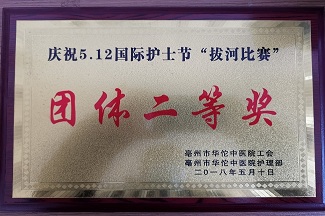 庆祝5.12国际护士节“拔河比赛”
团体二等奖
亳州市华佗中医院工会
亳州市华佗中医院护理部
二〇一八年五月十日